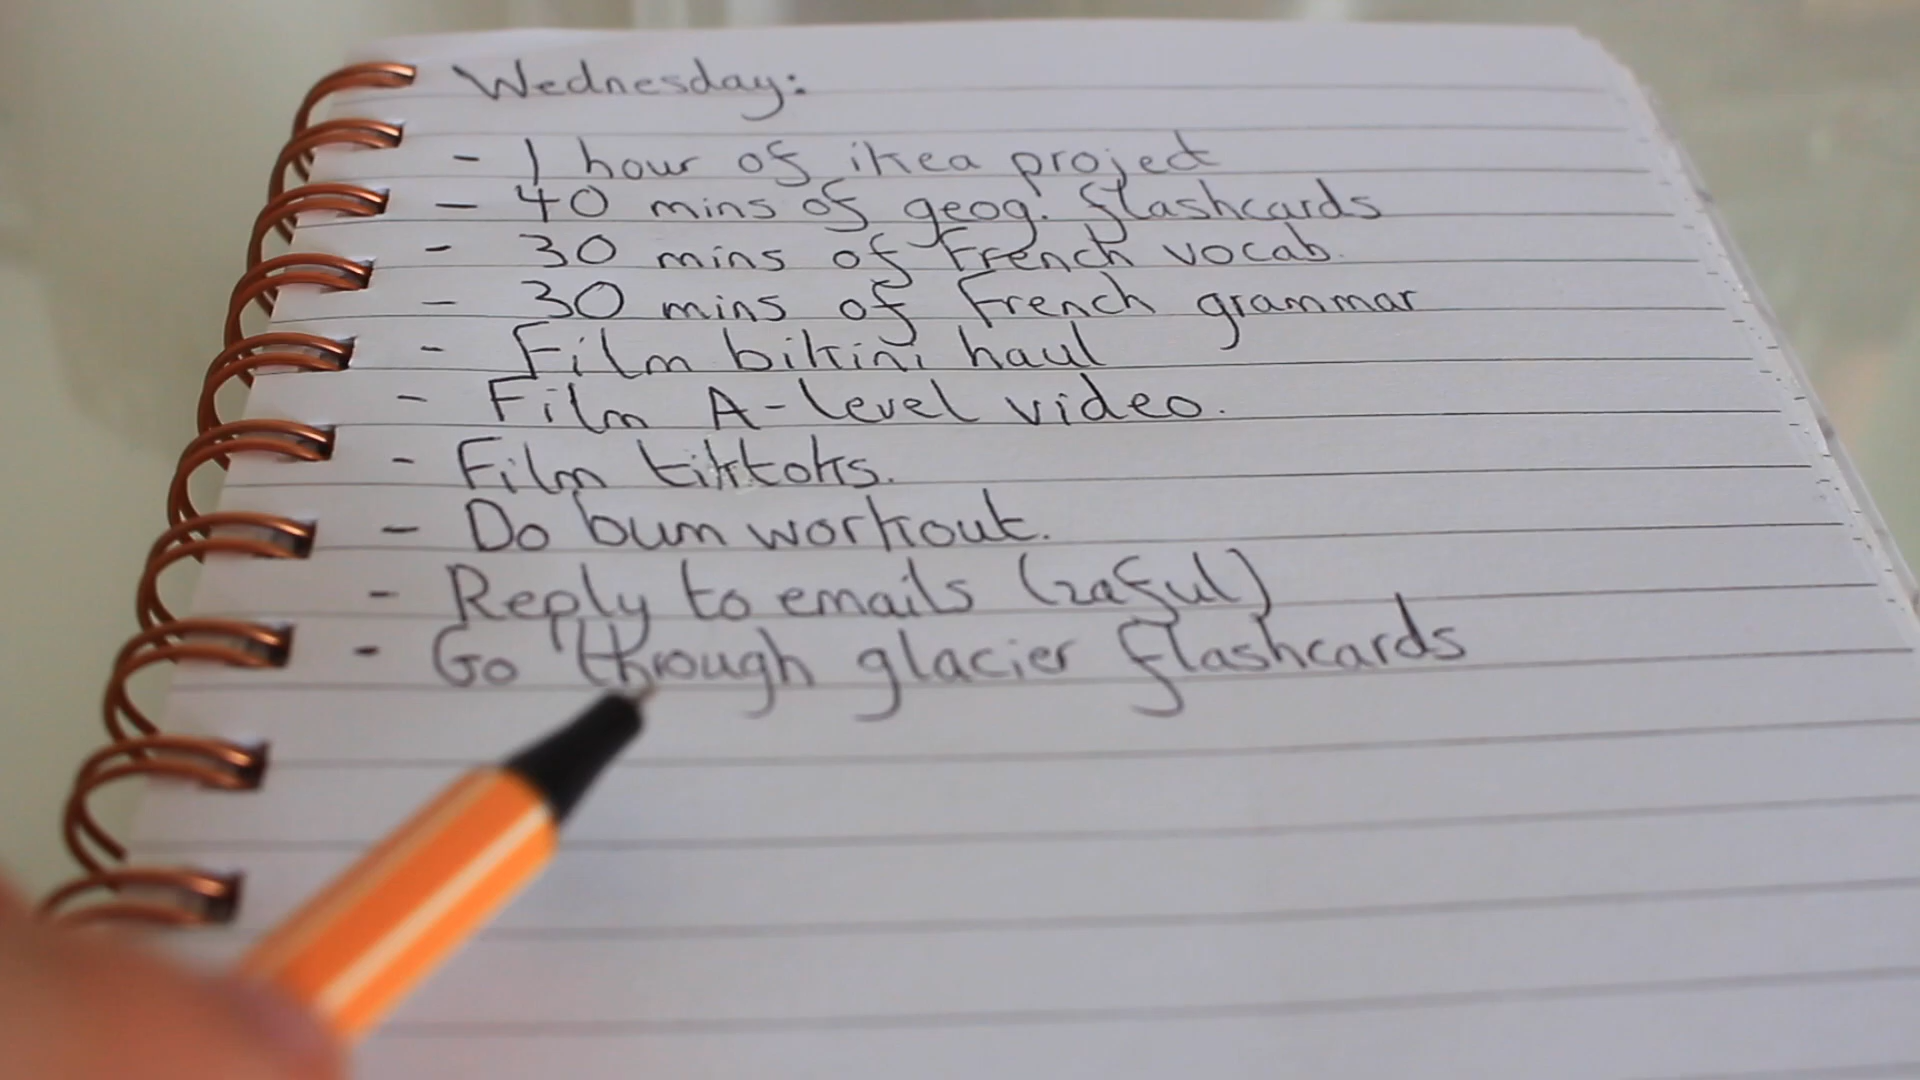 Wednesday:
- 1 hour of ikea project
- 40 mins of geog. flashcards
- 30 mins of French vocab.
- 30 mins of French grammar
- Film bikini haul
- Film A-level video.
- Film tiktoks.
- Do bum workout.
- Reply to emails (zaful)
- Go through glacier flashcards